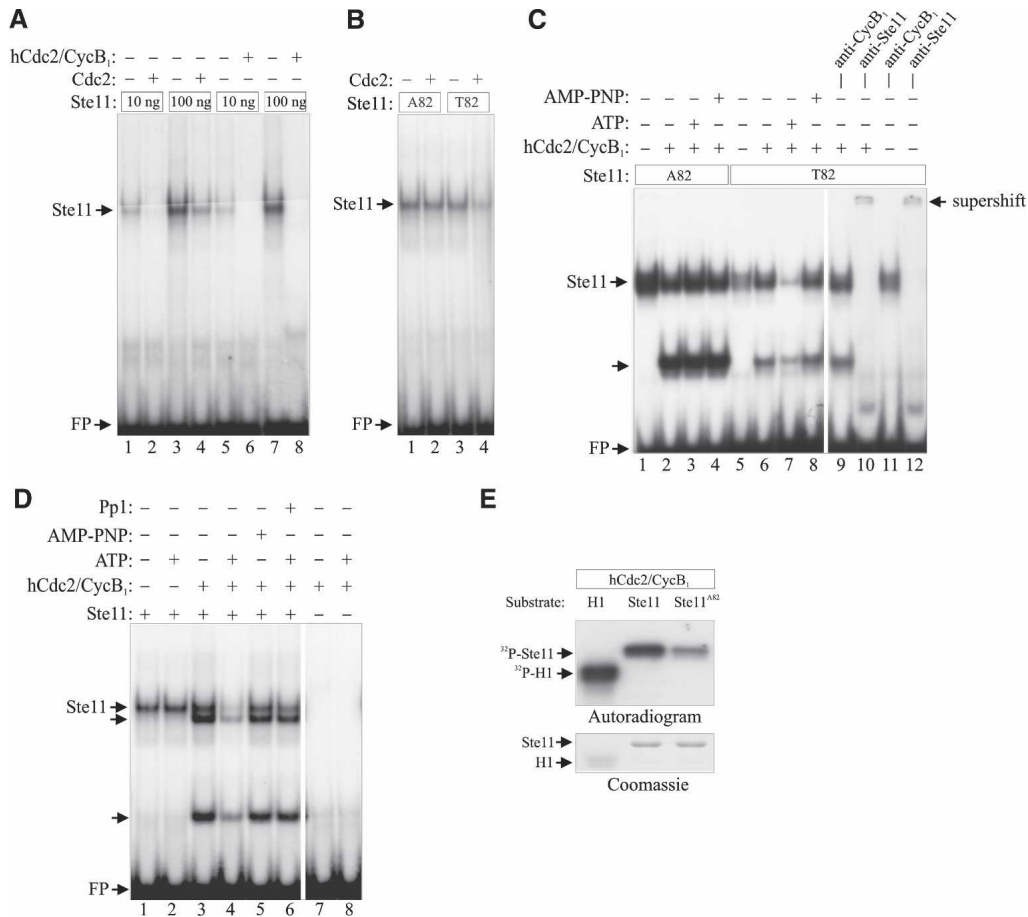 A
hCdc2/CycB1: – – – – – + – +
Cdc2: – + – + – – – –
Ste11: 10 ng 100 ng 10 ng 100 ng
Ste11
FP
1 2 3 4 5 6 7 8
B
Cdc2: – + – +
Ste11: A82 T82
Ste11
FP
1 2 3 4
C
anti-CycB1
anti-Ste11
anti-CycB1
anti-Ste11
AMP-PNP: – – – + – – – + – – – –
ATP: – – + – – – + – – – – –
hCdc2/CycB1: – + + + – + + + + + – –
Ste11: A82 T82
supershift
Ste11
FP
1 2 3 4 5 6 7 8 9 10 11 12
D
Pp1: – – – – – + – –
AMP-PNP: – – – – + – – –
ATP: – + – + – + – +
hCdc2/CycB1: – – + + + + + +
Ste11: + + + + + + – –
Ste11
FP
1 2 3 4 5 6 7 8
E
hCdc2/CycB1
Substrate: H1 Ste11 Ste11A82
32P-Ste11
32P-H1
Autoradiogram
Ste11
H1
Coomassie